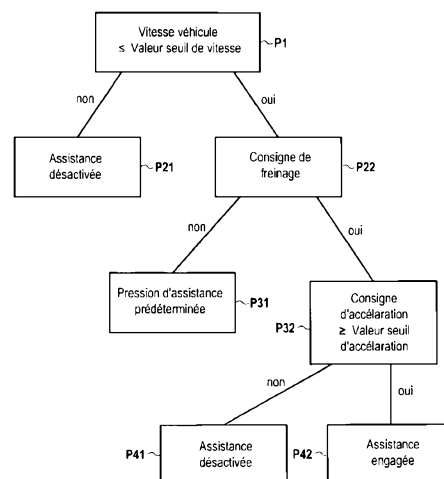 Vitesse véhicule
≤ Valeur seuil de vitesse
P1
non
oui
Assistance
désactivée
P21
Consigne de
freinage
P22
non
oui
Pression d'assistance
prédéterminée
P31
Consigne
d'accélaration
≥ Valeur seuil
d'accélaration
P32
non
oui
P41
Assistance
désactivée
P42
Assistance
engagée